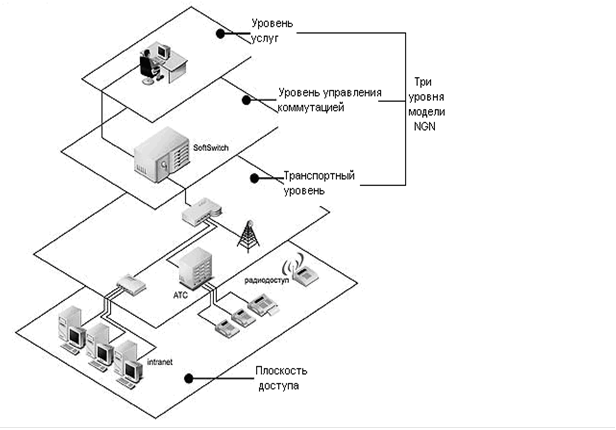 Уровень
услуг
Уровень управления
коммутацией
Три
уровня
модели
NGN
SoftSwitch
Транспортный
уровень
АТС
радиодоступ
intranet
Плоскость
доступа